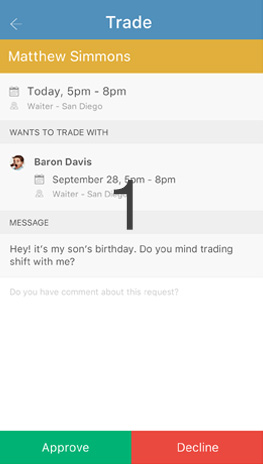 Trade
Matthew Simmons
Today, 5pm - 8pm
Waiter - San Diego
WANTS TO TRADE WITH
Baron Davis
September 28, 5pm - 8pm
Waiter - San Diego
1
MESSAGE
Hey! it's my son's birthday. Do you mind trading
shift with me?
Do you have comment about this request?
Approve
Decline